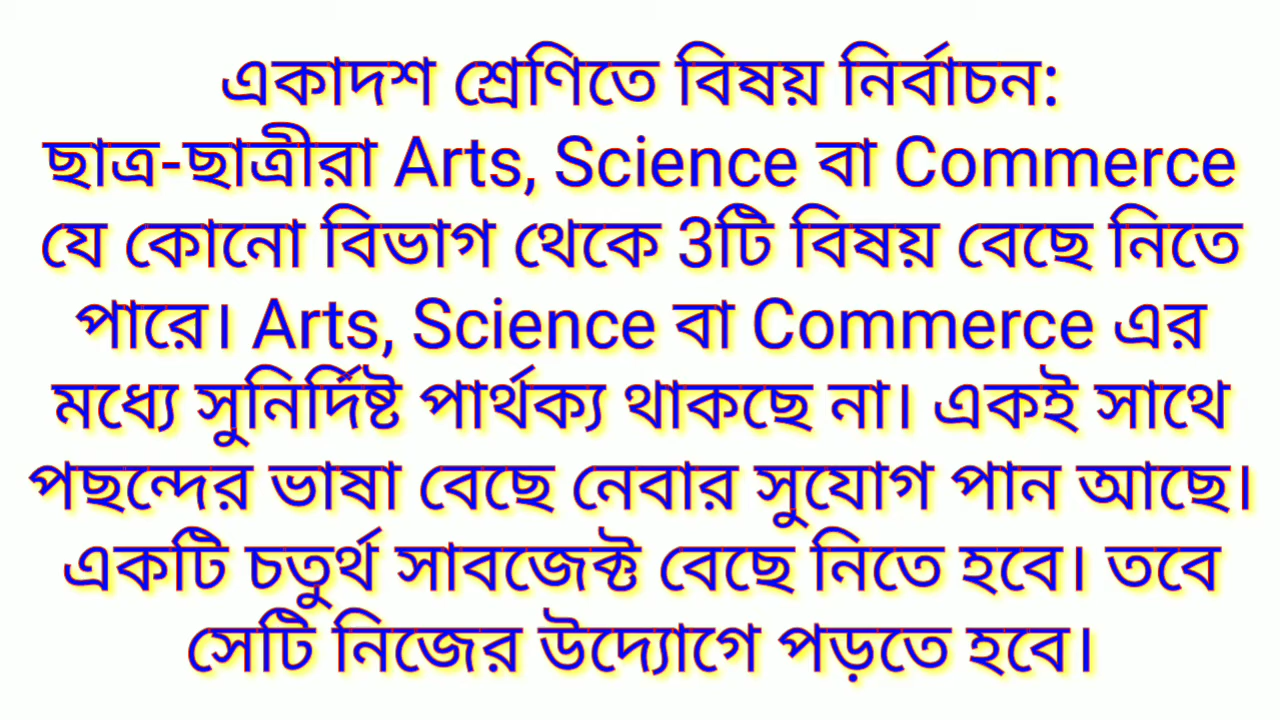 একাদশ শ্রেণিতে বিষয় নির্বাচন:
ছাত্র-ছাত্রীরা Arts, Science বা Commerce
যে কোনো বিভাগ থেকে 3টি বিষয় বেছে নিতে
পারে। Arts, Science বা Commerce এর
মধ্যে সুনির্দিষ্ট পার্থক্য থাকছে না। একই সাথে
পছন্দের ভাষা বেছে নেবার সুযোগ পান আছে।
একটি চতুর্থ সাবজেক্ট বেছে নিতে হবে। তবে
সেটি নিজের উদ্যোগে পড়তে হবে।